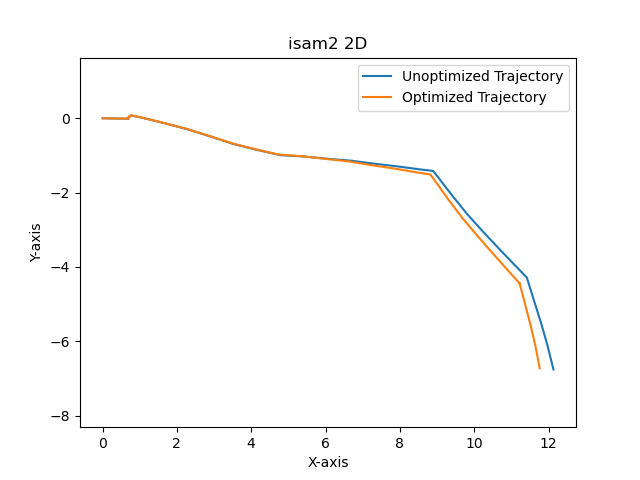 isam2 2D
Unoptimized Trajectory
Optimized Trajectory
0
−2
−4
−6
−8
Y-axis
0 2 4 6 8 10 12
X-axis